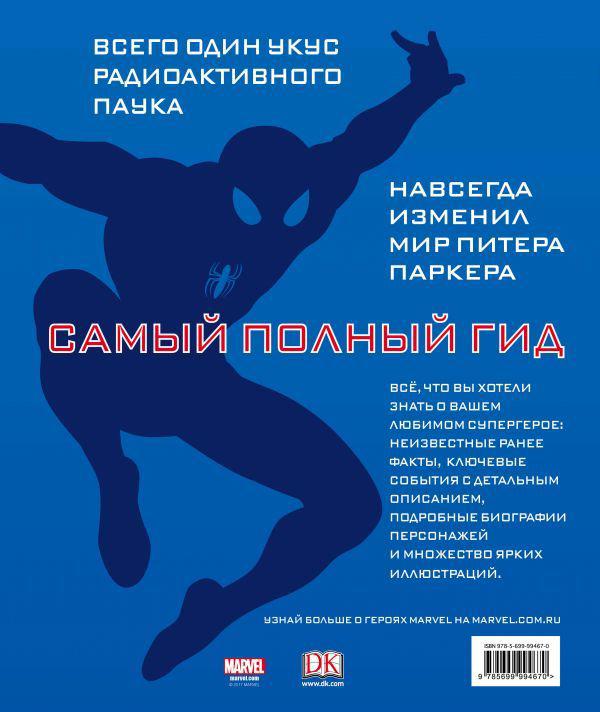 ВСЕГО ОДИН УКУС
РАДИОАКТИВНОГО
ПАУКА
НАВСЕГДА
ИЗМЕНИЛ
МИР ПИТЕРА
ПАРКЕРА
САМЫЙ ПОЛНЫЙ ГИД
ВСЁ, ЧТО ВЫ ХОТЕЛИ
ЗНАТЬ О ВАШЕМ
ЛЮБИМОМ СУПЕРГЕРОЕ:
НЕИЗВЕСТНЫЕ РАНЕЕ
ФАКТЫ, КЛЮЧЕВЫЕ
СОБЫТИЯ С ДЕТАЛЬНЫМ
ОПИСАНИЕМ,
ПОДРОБНЫЕ БИОГРАФИИ
ПЕРСОНАЖЕЙ
И МНОЖЕСТВО ЯРКИХ
ИЛЛЮСТРАЦИЙ.
УЗНАЙ БОЛЬШЕ О ГЕРОЯХ MARVEL НА MARVEL.COM.RU
MARVEL
marvel.com
© 2017 MARVEL
DK
www.dk.com
ISBN 978-5-699-99467-0
9 785699 994670 >